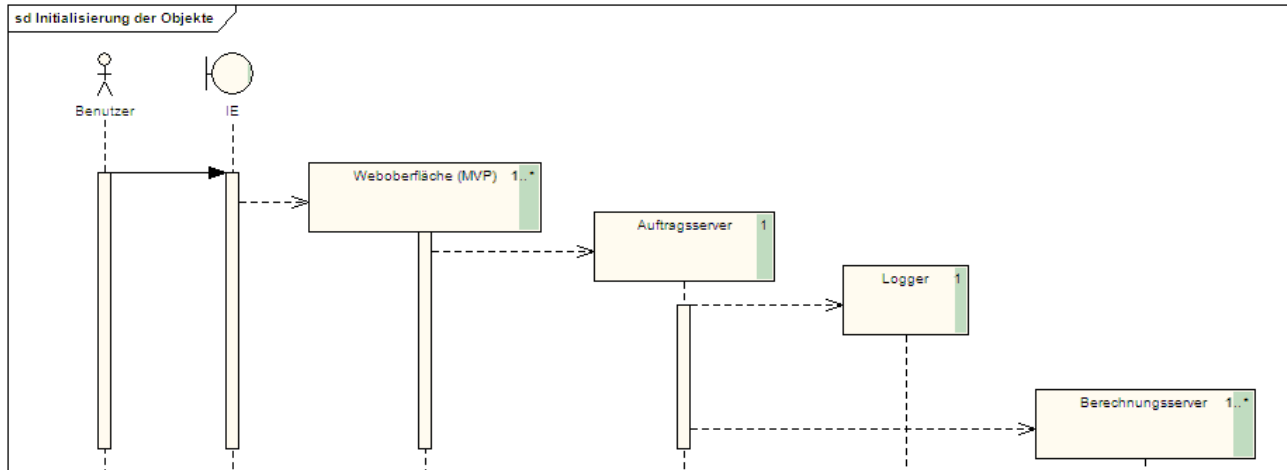 sd Initialisierung der Objekte
Benutzer
IE
Weboberfläche (MVP) 1..*
Auftragsserver 1
Logger 1
Berechnungsserver 1..*